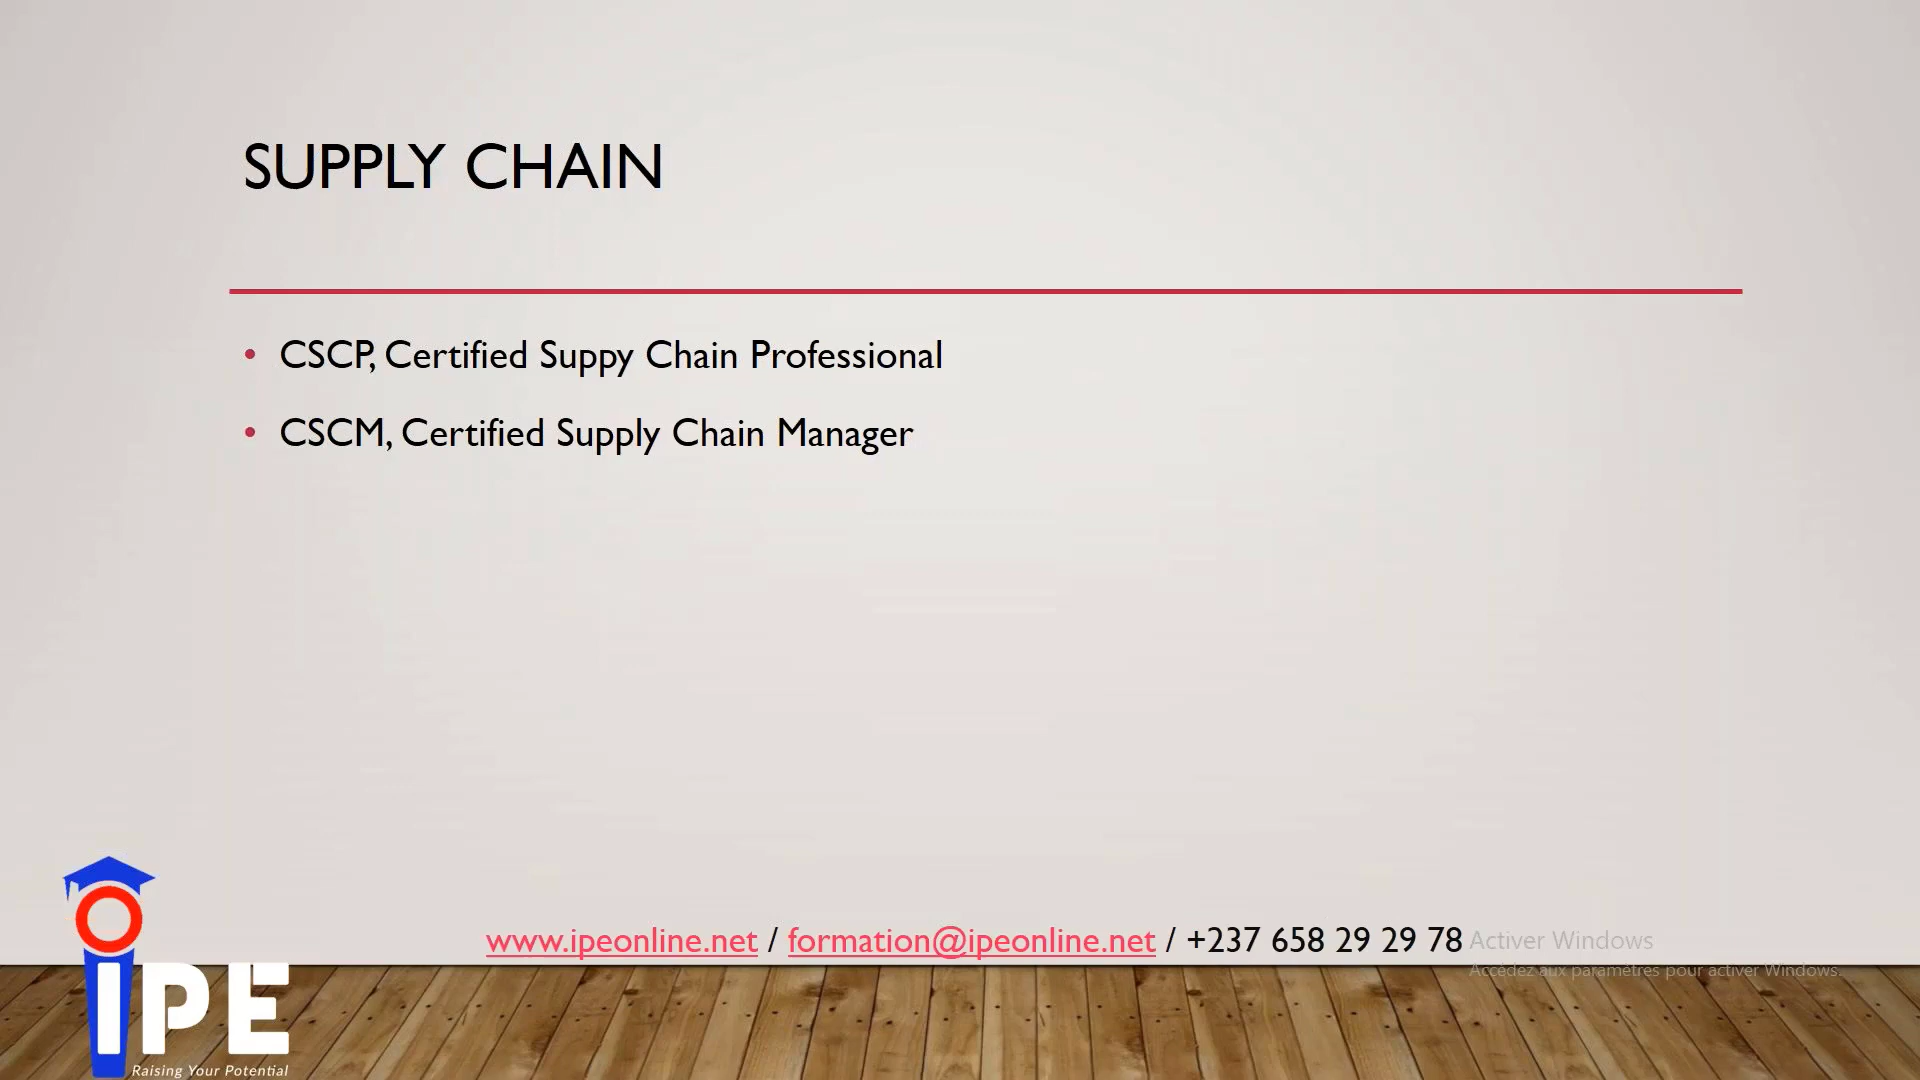 SUPPLY CHAIN
• CSCP, Certified Suppy Chain Professional
• CSCM, Certified Supply Chain Manager
www.ipeonline.net / formation@ipeonline.net / +237 658 29 29 78
Activer Windows
Accédez aux paramètres pour activer Windows.
iPE
Raising Your Potential